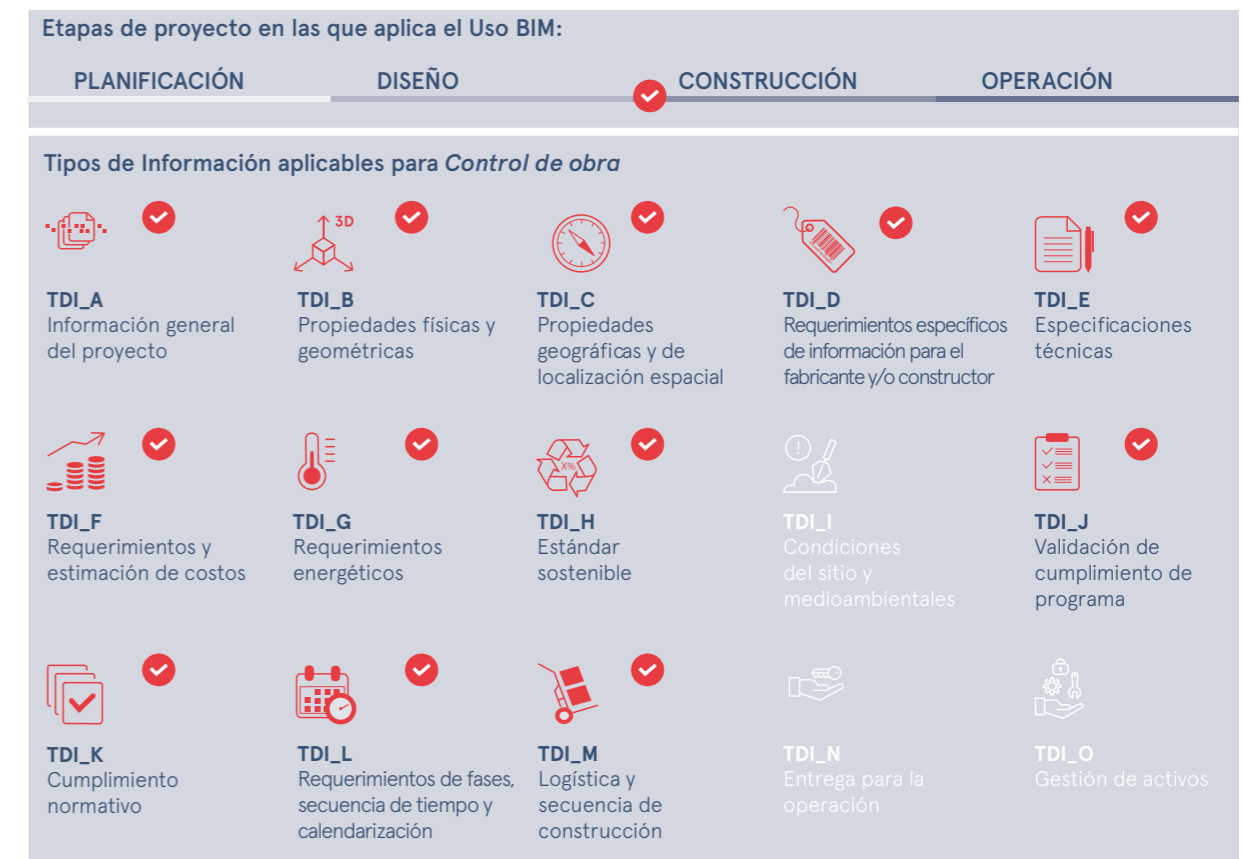 Etapas de proyecto en las que aplica el Uso BIM:
PLANIFICACIÓN DISEÑO CONSTRUCCIÓN OPERACIÓN
Tipos de Información aplicables para Control de obra
3D
TDI_A
Información general
del proyecto
TDI_B
Propiedades físicas y
geométricas
TDI_C
Propiedades
geográficas y de
localización espacial
TDI_D
Requerimientos específicos
de información para el
fabricante y/o constructor
TDI_E
Especificaciones
técnicas
TDI_F
Requerimientos y
estimación de costos
TDI_G
Requerimientos
energéticos
X%
TDI_H
Estándar
sostenible
TDI_I
Condiciones
del sitio y
medioambientales
TDI_J
Validación de
cumplimiento de
programa
TDI_K
Cumplimiento
normativo
TDI_L
Requerimientos de fases,
secuencia de tiempo y
calendarización
TDI_M
Logística y
secuencia de
construcción
TDI_N
Entrega para la
operación
TDI_O
Gestión de activos